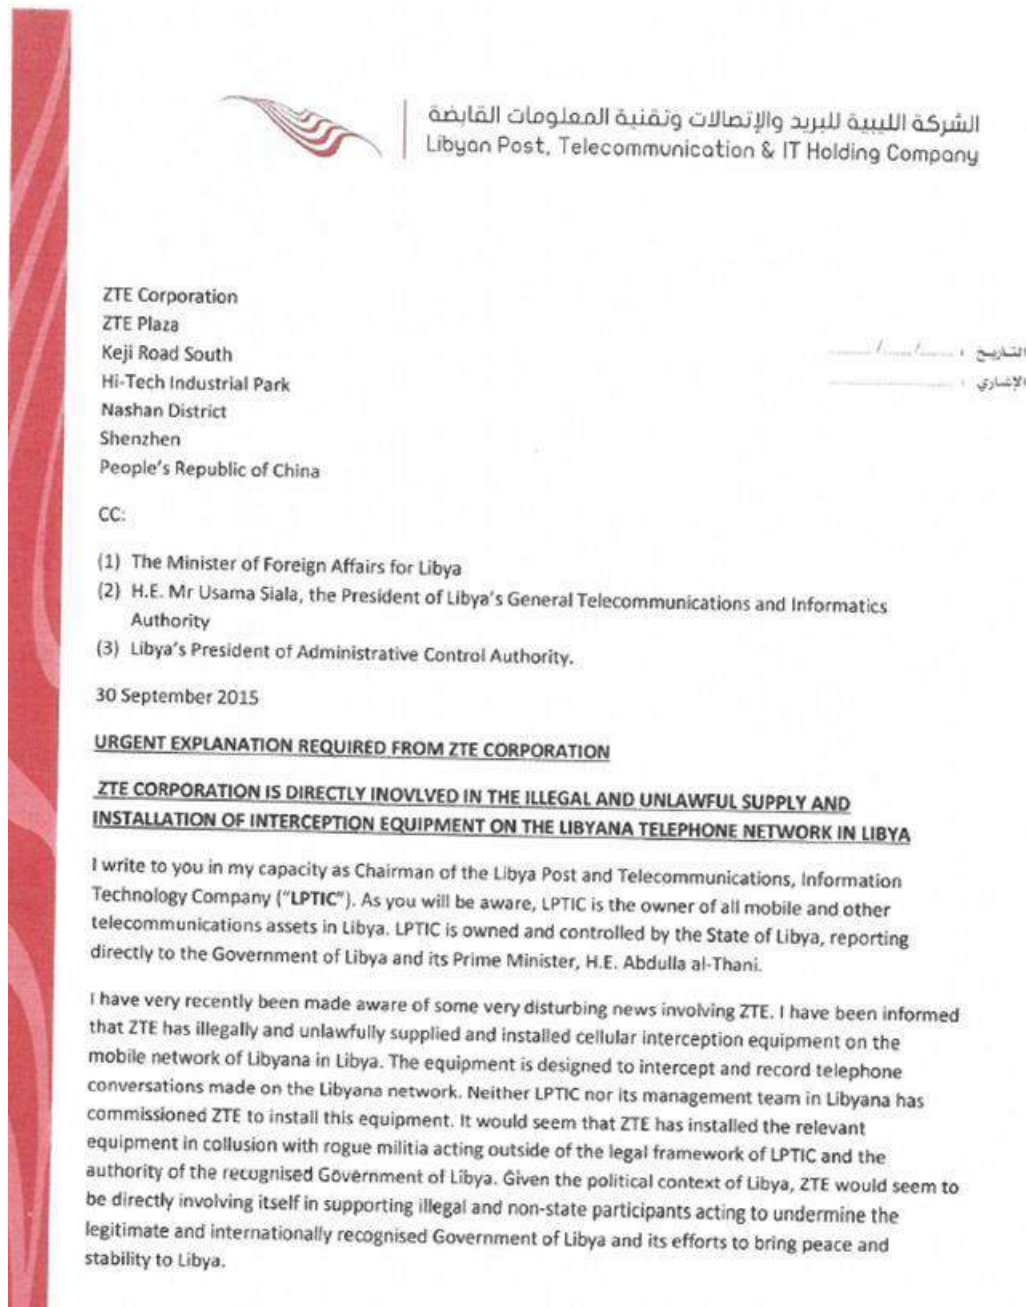 الشركة الليبية للبريد والإتصالات وتقنية المعلومات القابضة
Libyan Post, Telecommunication & IT Holding Company
ZTE Corporation
ZTE Plaza
Keji Road South
Hi-Tech Industrial Park
Nashan District
Shenzhen
People's Republic of China
التاريخ : ....../....../......
الإشاري : ......................
CC:
(1) The Minister of Foreign Affairs for Libya
(2) H.E. Mr Usama Siala, the President of Libya's General Telecommunications and Informatics
Authority
(3) Libya's President of Administrative Control Authority.
30 September 2015
URGENT EXPLANATION REQUIRED FROM ZTE CORPORATION
ZTE CORPORATION IS DIRECTLY INOVLVED IN THE ILLEGAL AND UNLAWFUL SUPPLY AND
INSTALLATION OF INTERCEPTION EQUIPMENT ON THE LIBYANA TELEPHONE NETWORK IN LIBYA
I write to you in my capacity as Chairman of the Libya Post and Telecommunications, Information
Technology Company ("LPTIC"). As you will be aware, LPTIC is the owner of all mobile and other
telecommunications assets in Libya. LPTIC is owned and controlled by the State of Libya, reporting
directly to the Government of Libya and its Prime Minister, H.E. Abdulla al-Thani.
I have very recently been made aware of some very disturbing news involving ZTE. I have been informed
that ZTE has illegally and unlawfully supplied and installed cellular interception equipment on the
mobile network of Libyana in Libya. The equipment is designed to intercept and record telephone
conversations made on the Libyana network. Neither LPTIC nor its management team in Libyana has
commissioned ZTE to install this equipment. It would seem that ZTE has installed the relevant
equipment in collusion with rogue militia acting outside of the legal framework of LPTIC and the
authority of the recognised Government of Libya. Given the political context of Libya, ZTE would seem to
be directly involving itself in supporting illegal and non-state participants acting to undermine the
legitimate and internationally recognised Government of Libya and its efforts to bring peace and
stability to Libya.